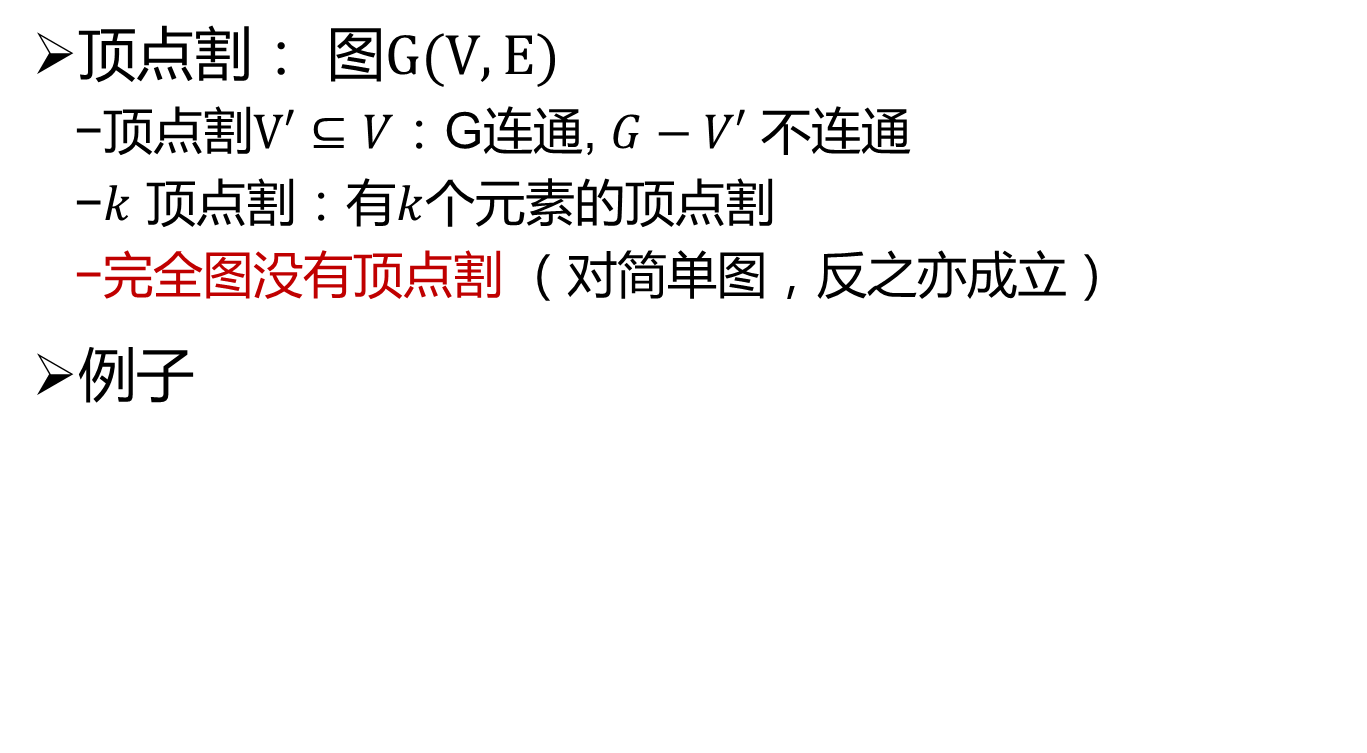 ➢顶点割： 图G(V, E)
−顶点割V′ ⊆ V：G连通, G − V′ 不连通
−k 顶点割：有k个元素的顶点割
−完全图没有顶点割（对简单图，反之亦成立）
➢例子